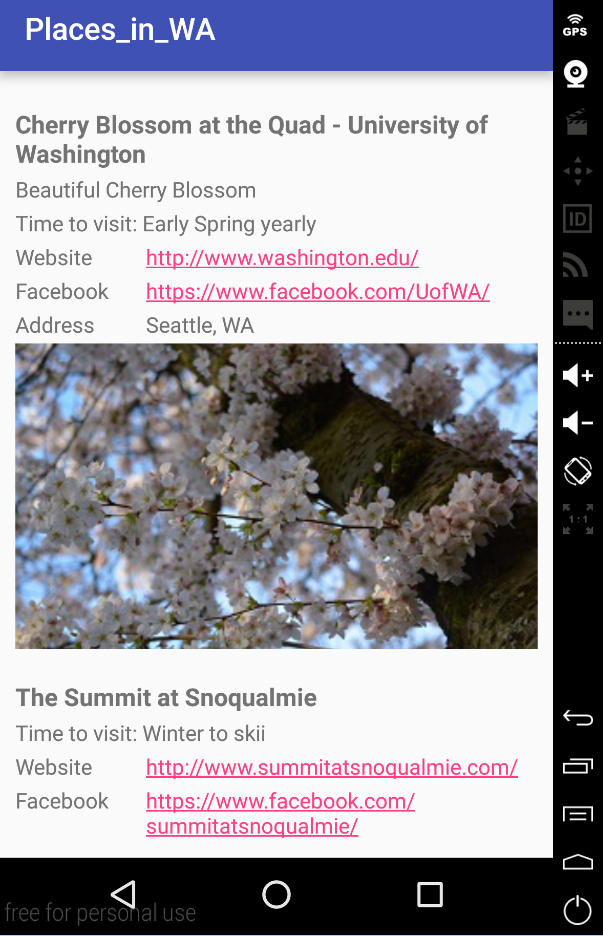 Places_in_WA
GPS
Cherry Blossom at the Quad - University of
Washington
Beautiful Cherry Blossom
Time to visit: Early Spring yearly
Website http://www.washington.edu/
Facebook https://www.facebook.com/UofWA/
Address Seattle, WA
ID
1:1
The Summit at Snoqualmie
Time to visit: Winter to skii
Website http://www.summitatsnoqualmie.com/
Facebook https://www.facebook.com/
summitatsnoqualmie/
free for personal use